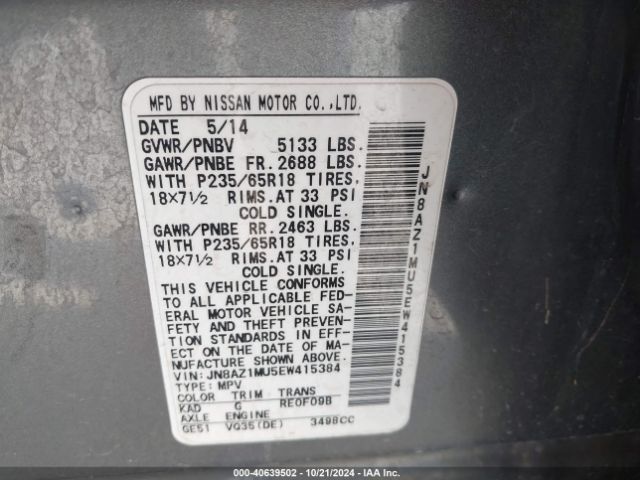 MFD BY NISSAN MOTOR CO.,LTD.
DATE 5/14
GVWR/PNBV 5133 LBS.
GAWR/PNBE FR. 2688 LBS.
WITH P235/65R18 TIRES,
18×7½ RIMS. AT 33 PSI
COLD SINGLE.
GAWR/PNBE RR. 2463 LBS.
WITH P235/65R18 TIRES,
18×7½ RIMS. AT 33 PSI
COLD SINGLE.
THIS VEHICLE CONFORMS
TO ALL APPLICABLE FED-
ERAL MOTOR VEHICLE SA-
FETY AND THEFT PREVEN-
TION STANDARDS IN EFF-
ECT ON THE DATE OF MA-
NUFACTURE SHOWN ABOVE.
VIN: JN8AZ1MU5EW415384
TYPE: MPV
COLOR TRIM TRANS
KAD G RE0F09B
AXLE ENGINE
GE51 VQ35(DE) 3498CC
JN8AZ1MU5EW415384
000-40639502 - 10/21/2024 - IAA Inc.